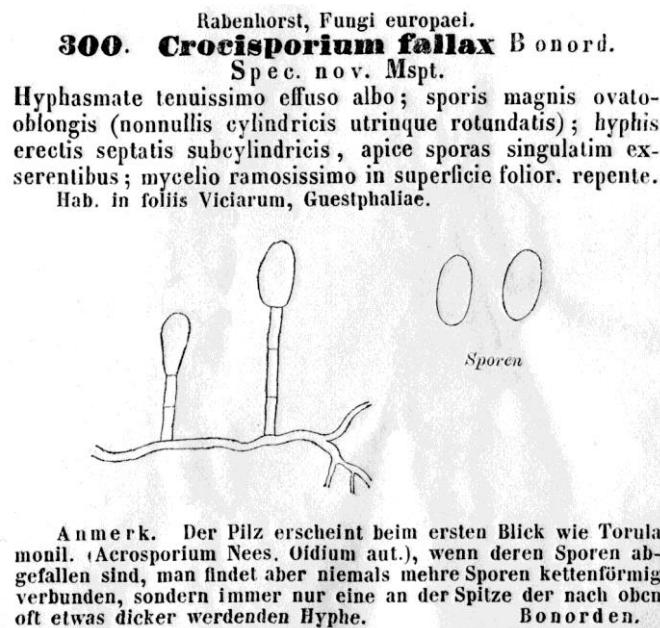 Rabenhorst, Fungi europaei.
300. Crocisporium fallax Bonord.
Spec. nov. Mspt.
Hyphasmate tenuissimo effuso albo; sporis magnis ovato-
oblongis (nonnullis cylindricis utrinque rotundatis); hyphis
erectis septatis subcylindricis, apice sporas singulatim ex-
serentibus; mycelio ramosissimo in superficie folior. repente.
Hab. in foliis Viciarum, Guestphaliae.
Sporen
Anmerk. Der Pilz erscheint beim ersten Blick wie Torula
monil. (Acrosporium Nees. Oidium aut.), wenn deren Sporen ab-
gefallen sind, man findet aber niemals mehre Sporen kettenförmig
verbunden, sondern immer nur eine an der Spitze der nach oben
oft etwas dicker werdenden Hyphe. Bonorden.